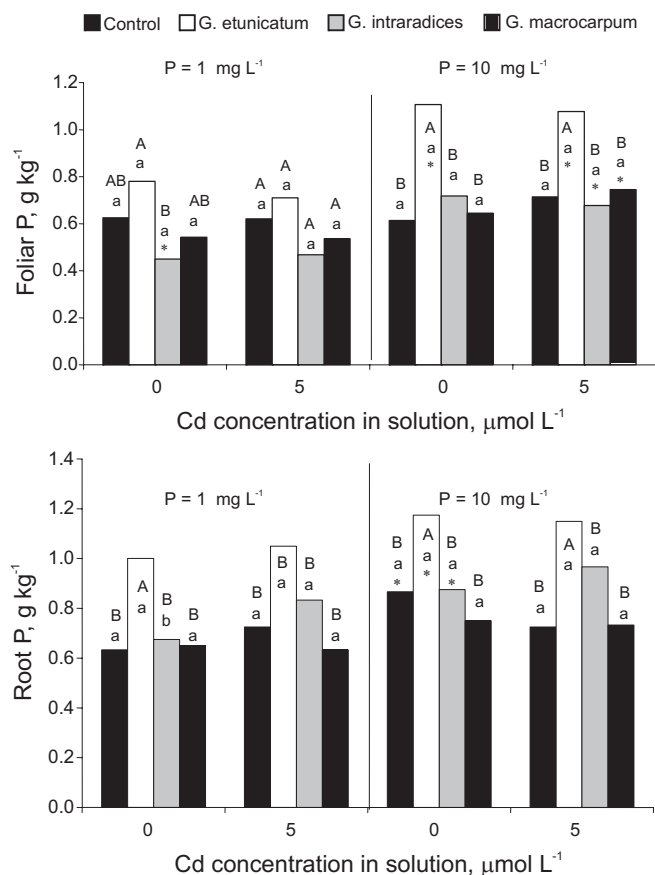 Control G. etunicatum G. intraradices G. macrocarpum
P = 1 mg L⁻¹ P = 10 mg L⁻¹
Foliar P, g kg⁻¹
1.2
1.0
0.8
0.6
0.4
0.2
0.0
AB A B AB A A A A B A B B B A B B
a a a a a a a a a a a a a a a a
* * * * *
0 5 0 5
Cd concentration in solution, μmol L⁻¹
P = 1 mg L⁻¹ P = 10 mg L⁻¹
Root P, g kg⁻¹
1.4
1.2
1.0
0.8
0.6
0.4
0.2
0.0
B A B B B B B B B A B B B A B B
a a b a a a a a a a a a a a a a
* * *
0 5 0 5
Cd concentration in solution, μmol L⁻¹